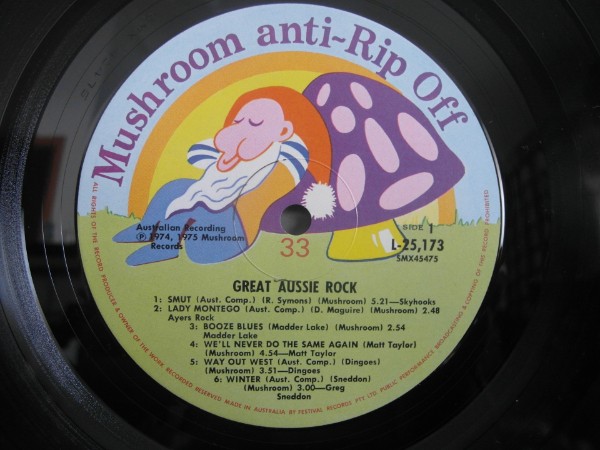 Mushroom anti-Rip Off
Australian Recording
℗ 1974, 1975 Mushroom
Records
33
SIDE 1
L-25,173
SMX45475
GREAT AUSSIE ROCK
1: SMUT (Aust. Comp.) (R. Symons) (Mushroom) 5.21—Skyhooks
2: LADY MONTEGO (Aust. Comp.) (D. Maguire) (Mushroom) 2.48
Ayers Rock
3: BOOZE BLUES (Madder Lake) (Mushroom) 2.54
Madder Lake
4: WE'LL NEVER DO THE SAME AGAIN (Matt Taylor)
(Mushroom) 4.54—Matt Taylor
5: WAY OUT WEST (Aust. Comp.) (Dingoes)
(Mushroom) 3.51—Dingoes
6: WINTER (Aust. Comp.) (Sneddon)
(Mushroom) 3.00—Greg
Sneddon
ALL RIGHTS OF THE RECORD PRODUCER & OWNER OF THE WORK RECORDED RESERVED MADE IN AUSTRALIA BY FESTIVAL RECORDS PTY. LTD. PUBLIC PERFORMANCE, BROADCASTING & COPYING OF THIS RECORD PROHIBITED